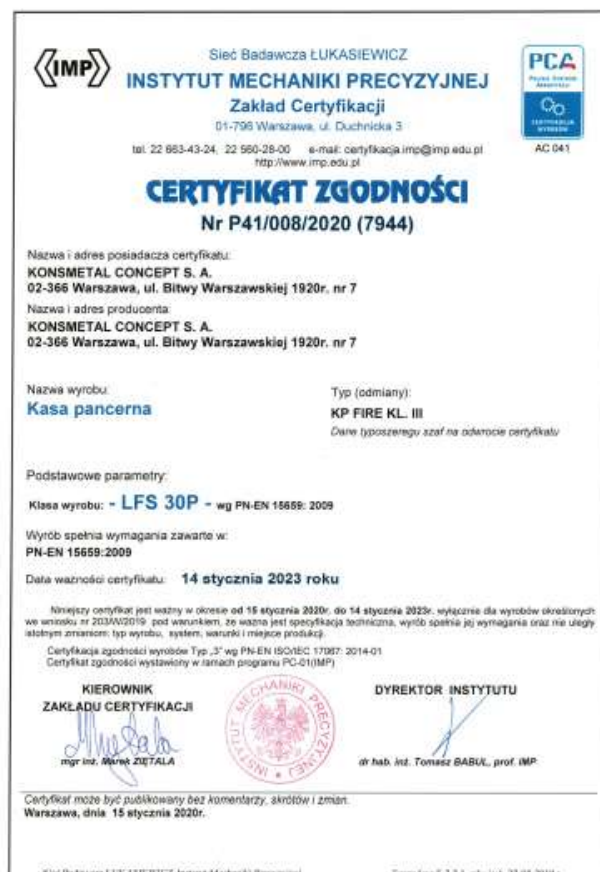 IMP
Sieć Badawcza ŁUKASIEWICZ
INSTYTUT MECHANIKI PRECYZYJNEJ
Zakład Certyfikacji
01-796 Warszawa, ul. Duchnicka 3
tel. 22 663-43-24, 22 560-28-00 e-mail: certyfikacja.imp@imp.edu.pl
http://www.imp.edu.pl
PCA
CERTYFIKACJA
WYROBÓW
AC 041
CERTYFIKAT ZGODNOŚCI
Nr P41/008/2020 (7944)
Nazwa i adres posiadacza certyfikatu:
KONSMETAL CONCEPT S. A.
02-366 Warszawa, ul. Bitwy Warszawskiej 1920r. nr 7
Nazwa i adres producenta:
KONSMETAL CONCEPT S. A.
02-366 Warszawa, ul. Bitwy Warszawskiej 1920r. nr 7
Nazwa wyrobu:
Kasa pancerna
Typ (odmiany):
KP FIRE KL. III
Dane typoszeregu szaf na odwrocie certyfikatu
Podstawowe parametry:
Klasa wyrobu: - LFS 30P - wg PN-EN 15659: 2009
Wyrób spełnia wymagania zawarte w:
PN-EN 15659:2009
Data ważności certyfikatu: 14 stycznia 2023 roku
Niniejszy certyfikat jest ważny w okresie od 15 stycznia 2020r. do 14 stycznia 2023r. wyłącznie dla wyrobów określonych
we wniosku nr 203/W/2019 pod warunkiem, że ważna jest specyfikacja techniczna, wyrób spełnia jej wymagania oraz nie uległy
istotnym zmianom: typ wyrobu, system, warunki i miejsce produkcji.
Certyfikacja zgodności wyrobów Typ „3" wg PN-EN ISO/IEC 17067: 2014-01
Certyfikat zgodności wystawiony w ramach programu PC-01(IMP)
KIEROWNIK
ZAKŁADU CERTYFIKACJI
mgr inż. Marek ZIĘTALA
INSTYTUT MECHANIKI PRECYZYJNEJ
DYREKTOR INSTYTUTU
dr hab. inż. Tomasz BABUL, prof. IMP
Certyfikat może być publikowany bez komentarzy, skrótów i zmian.
Warszawa, dnia 15 stycznia 2020r.